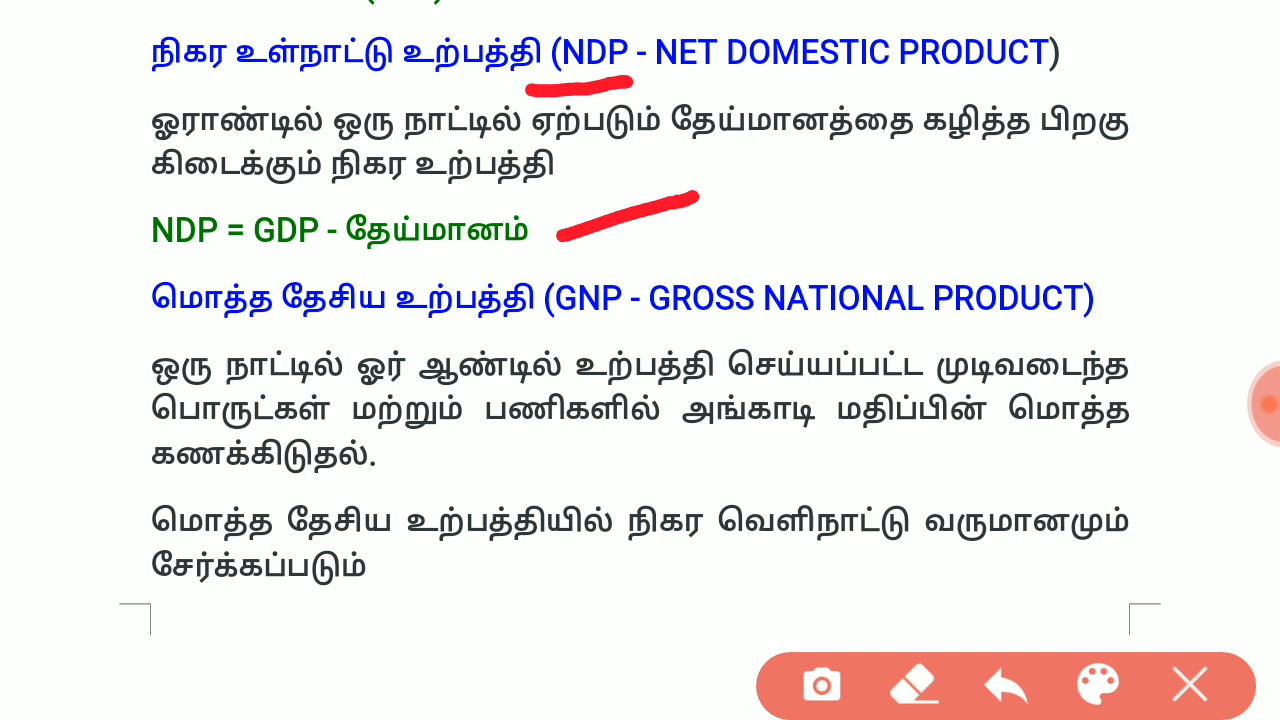 நிகர உள்நாட்டு உற்பத்தி (NDP - NET DOMESTIC PRODUCT)
ஓராண்டில் ஒரு நாட்டில் ஏற்படும் தேய்மானத்தை கழித்த பிறகு
கிடைக்கும் நிகர உற்பத்தி
NDP = GDP - தேய்மானம்
மொத்த தேசிய உற்பத்தி (GNP - GROSS NATIONAL PRODUCT)
ஒரு நாட்டில் ஓர் ஆண்டில் உற்பத்தி செய்யப்பட்ட முடிவடைந்த
பொருட்கள் மற்றும் பணிகளில் அங்காடி மதிப்பின் மொத்த
கணக்கிடுதல்.
மொத்த தேசிய உற்பத்தியில் நிகர வெளிநாட்டு வருமானமும்
சேர்க்கப்படும்